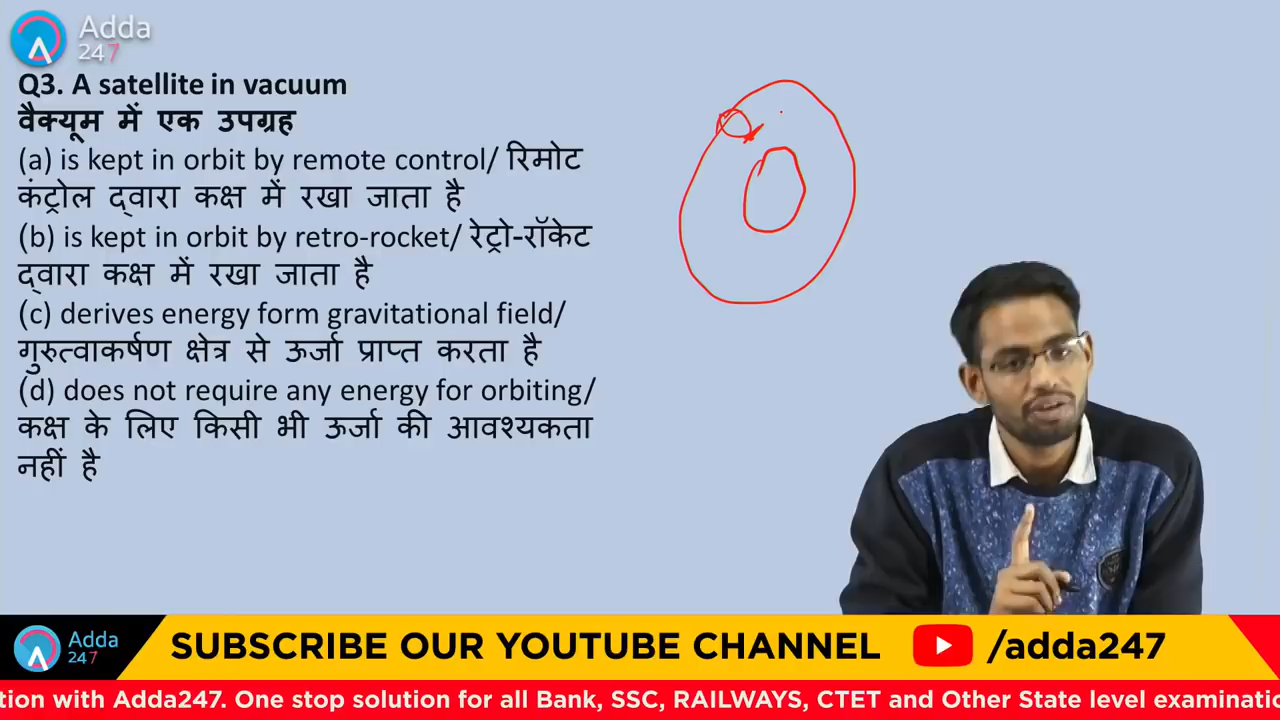 Adda
247
Q3. A satellite in vacuum
वैक्यूम में एक उपग्रह
(a) is kept in orbit by remote control/ रिमोट
कंट्रोल द्वारा कक्ष में रखा जाता है
(b) is kept in orbit by retro-rocket/ रेट्रो-रॉकेट
द्वारा कक्ष में रखा जाता है
(c) derives energy form gravitational field/
गुरुत्वाकर्षण क्षेत्र से ऊर्जा प्राप्त करता है
(d) does not require any energy for orbiting/
कक्ष के लिए किसी भी ऊर्जा की आवश्यकता
नहीं है
Adda
247
SUBSCRIBE OUR YOUTUBE CHANNEL /adda247
tion with Adda247. One stop solution for all Bank, SSC, RAILWAYS, CTET and Other State level examinatio